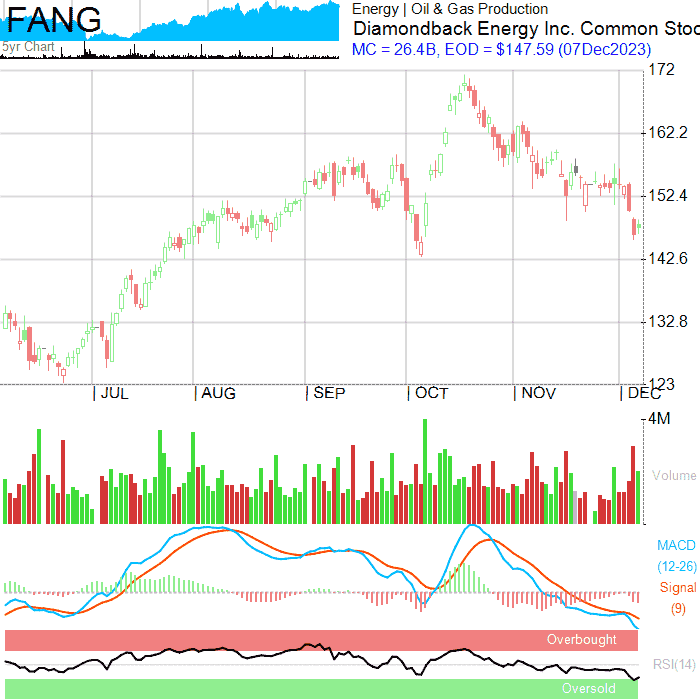 FANG
5yr Chart
Energy | Oil & Gas Production
Diamondback Energy Inc. Common Stoc
MC = 26.4B, EOD = $147.59 (07Dec2023)
172
162.2
152.4
142.6
132.8
123
| JUL | AUG | SEP | OCT | NOV | DEC
4M
Volume
MACD
(12-26)
Signal
(9)
Overbought
RSI(14)
Oversold